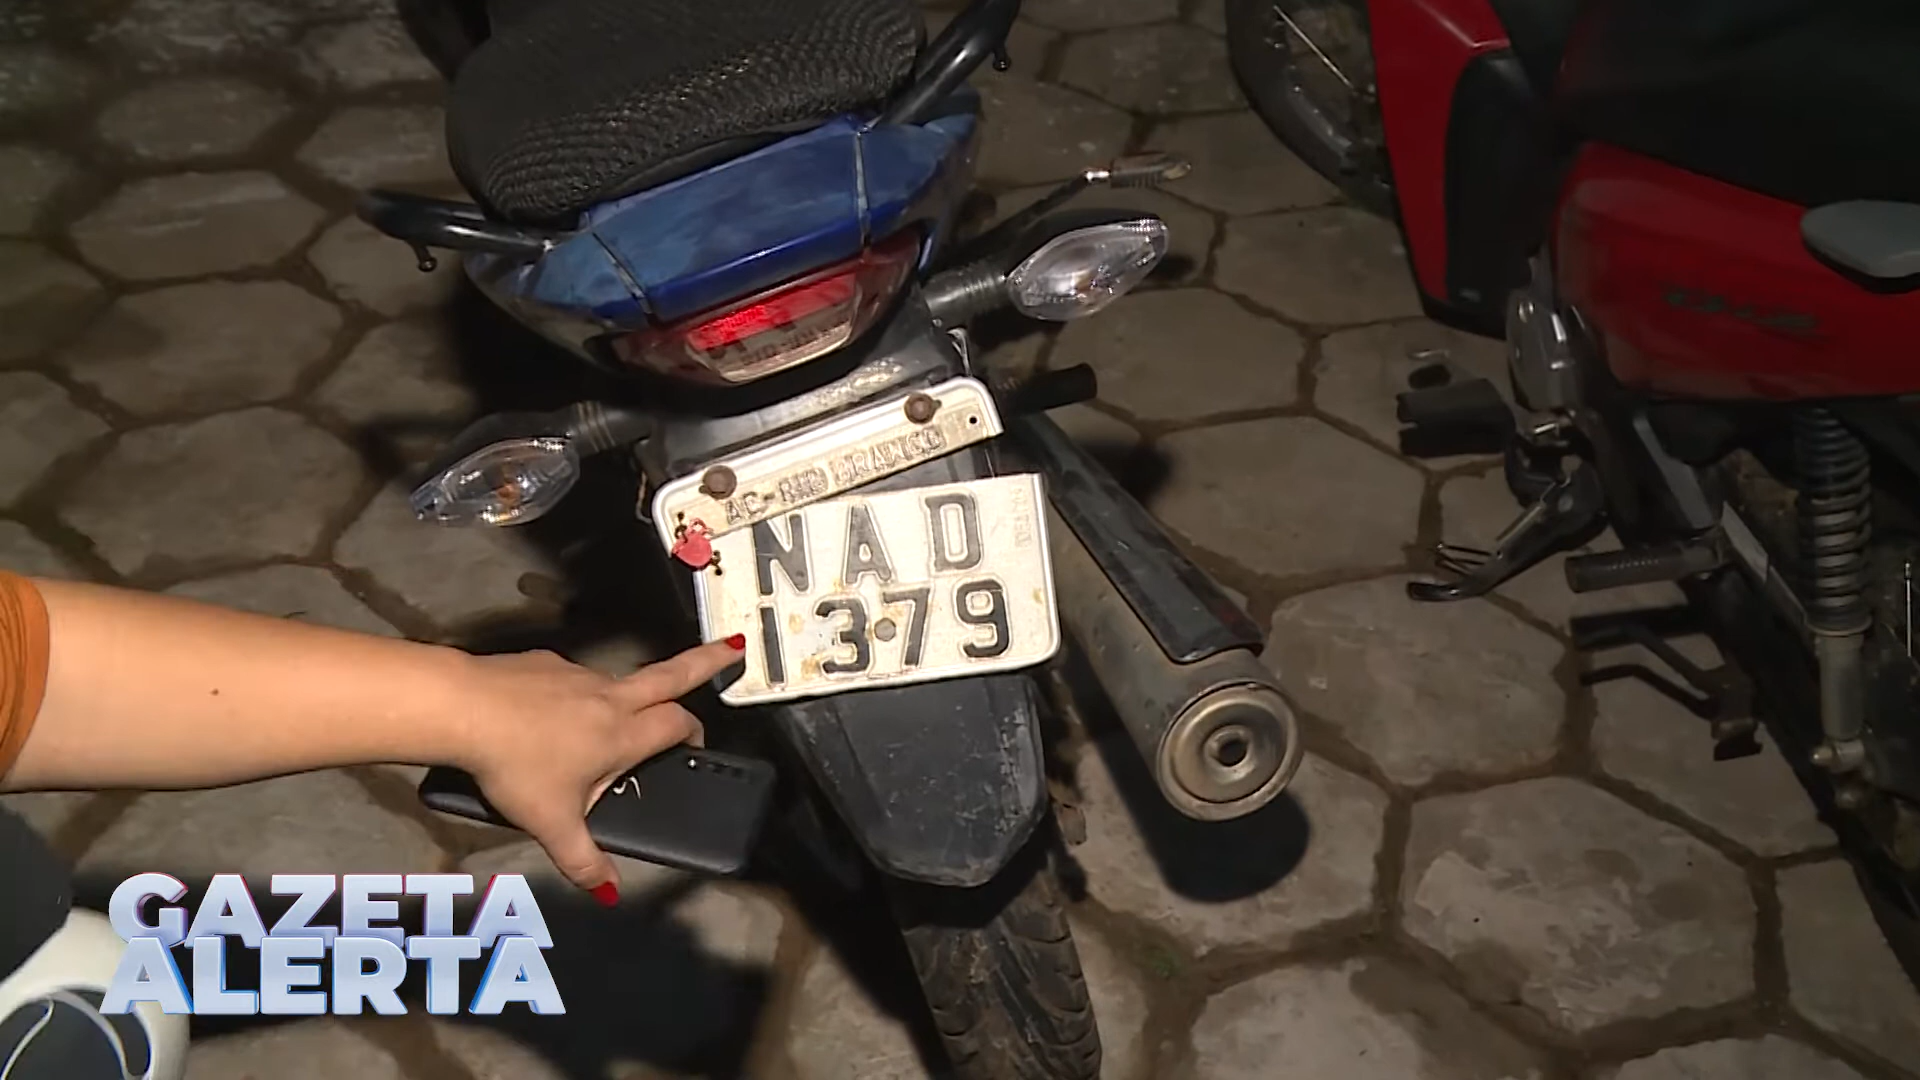 AC-RIO BRANCO
NAD
1379
GAZETA
ALERTA